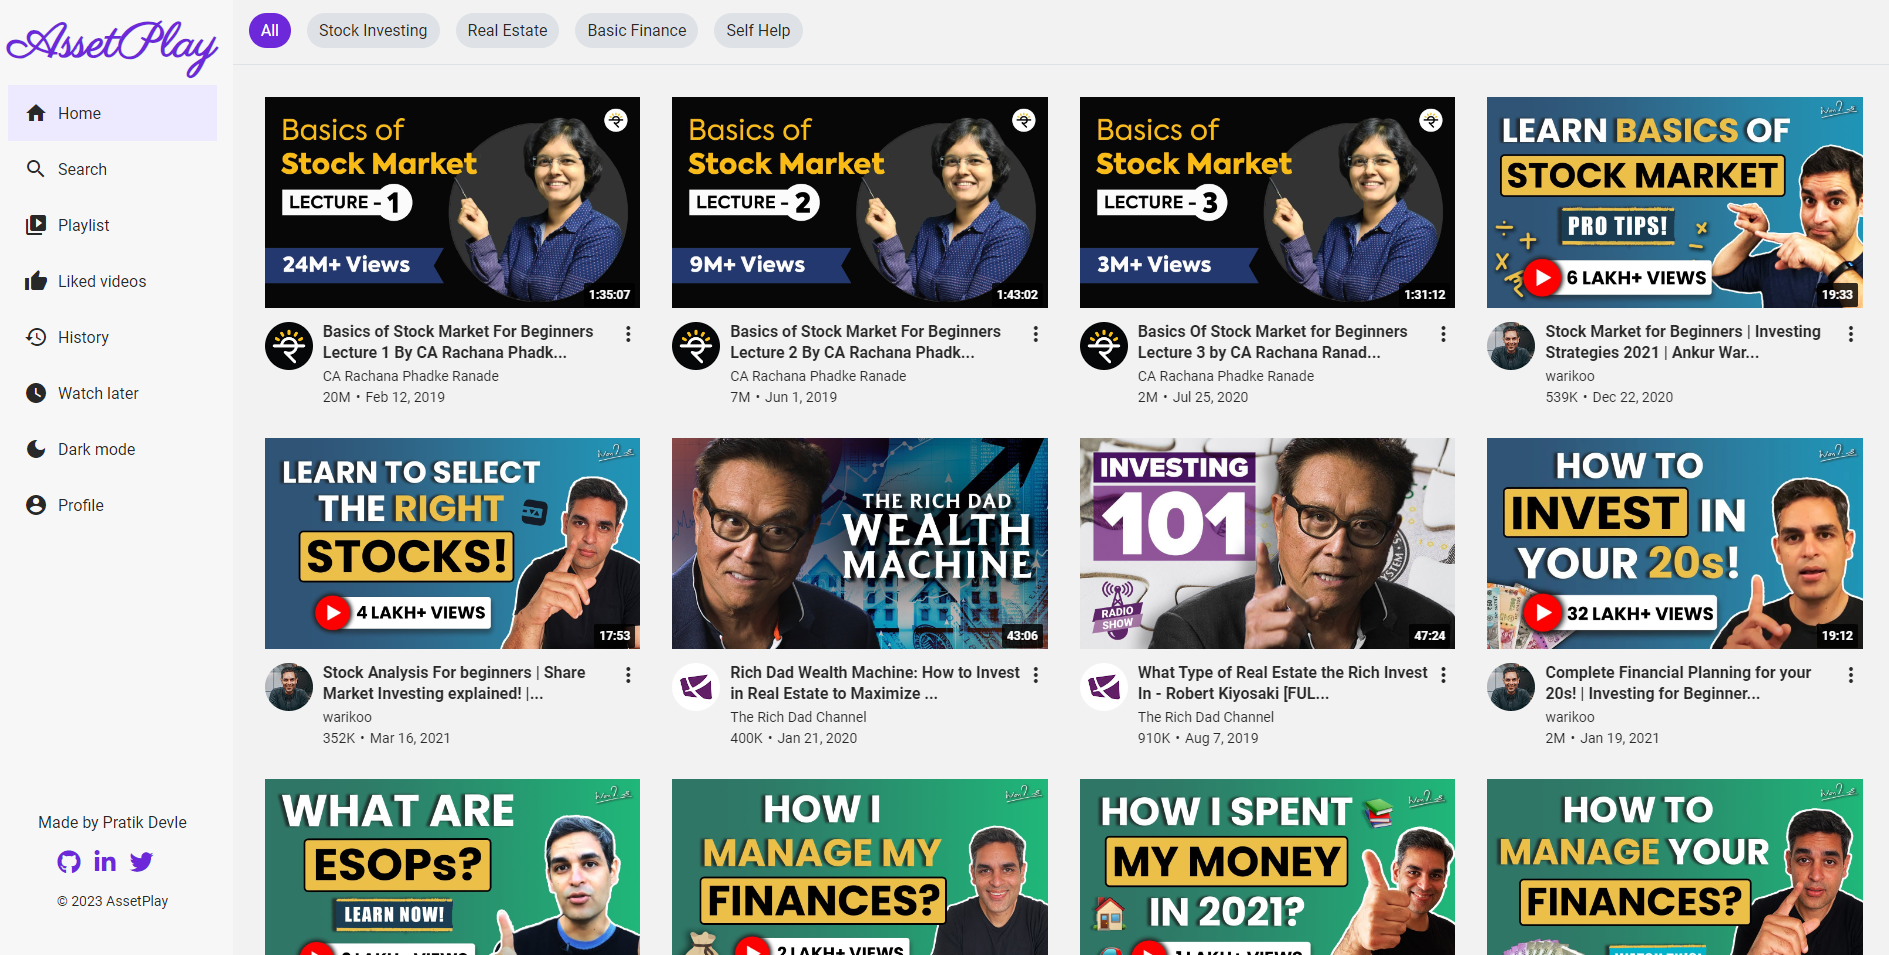 AssetPlay
Home
Search
Playlist
Liked videos
History
Watch later
Dark mode
Profile
Made by Pratik Devle
© 2023 AssetPlay
All
Stock Investing
Real Estate
Basic Finance
Self Help
Basics of
Stock Market
LECTURE - 1
24M+ Views
1:35:07
Basics of Stock Market For Beginners
Lecture 1 By CA Rachana Phadk...
CA Rachana Phadke Ranade
20M • Feb 12, 2019
Basics of
Stock Market
LECTURE - 2
9M+ Views
1:43:02
Basics of Stock Market For Beginners
Lecture 2 By CA Rachana Phadk...
CA Rachana Phadke Ranade
7M • Jun 1, 2019
Basics of
Stock Market
LECTURE - 3
3M+ Views
1:31:12
Basics Of Stock Market for Beginners
Lecture 3 by CA Rachana Ranad...
CA Rachana Phadke Ranade
2M • Jul 25, 2020
LEARN BASICS OF
STOCK MARKET
PRO TIPS!
6 LAKH+ VIEWS
19:33
Stock Market for Beginners | Investing
Strategies 2021 | Ankur War...
warikoo
539K • Dec 22, 2020
LEARN TO SELECT
THE RIGHT
STOCKS!
4 LAKH+ VIEWS
17:53
Stock Analysis For beginners | Share
Market Investing explained! |...
warikoo
352K • Mar 16, 2021
THE RICH DAD
WEALTH
MACHINE
43:06
Rich Dad Wealth Machine: How to Invest
in Real Estate to Maximize ...
The Rich Dad Channel
400K • Jan 21, 2020
INVESTING
101
RADIO
SHOW
47:24
What Type of Real Estate the Rich Invest
In - Robert Kiyosaki [FUL...
The Rich Dad Channel
910K • Aug 7, 2019
HOW TO
INVEST IN
YOUR 20s!
32 LAKH+ VIEWS
19:12
Complete Financial Planning for your
20s! | Investing for Beginner...
warikoo
2M • Jan 19, 2021
WHAT ARE
ESOPs?
LEARN NOW!
HOW I
MANAGE MY
FINANCES?
2 LAKH+ VIEWS
HOW I SPENT
MY MONEY
IN 2021?
1 LAKH+ VIEWS
HOW TO
MANAGE YOUR
FINANCES?